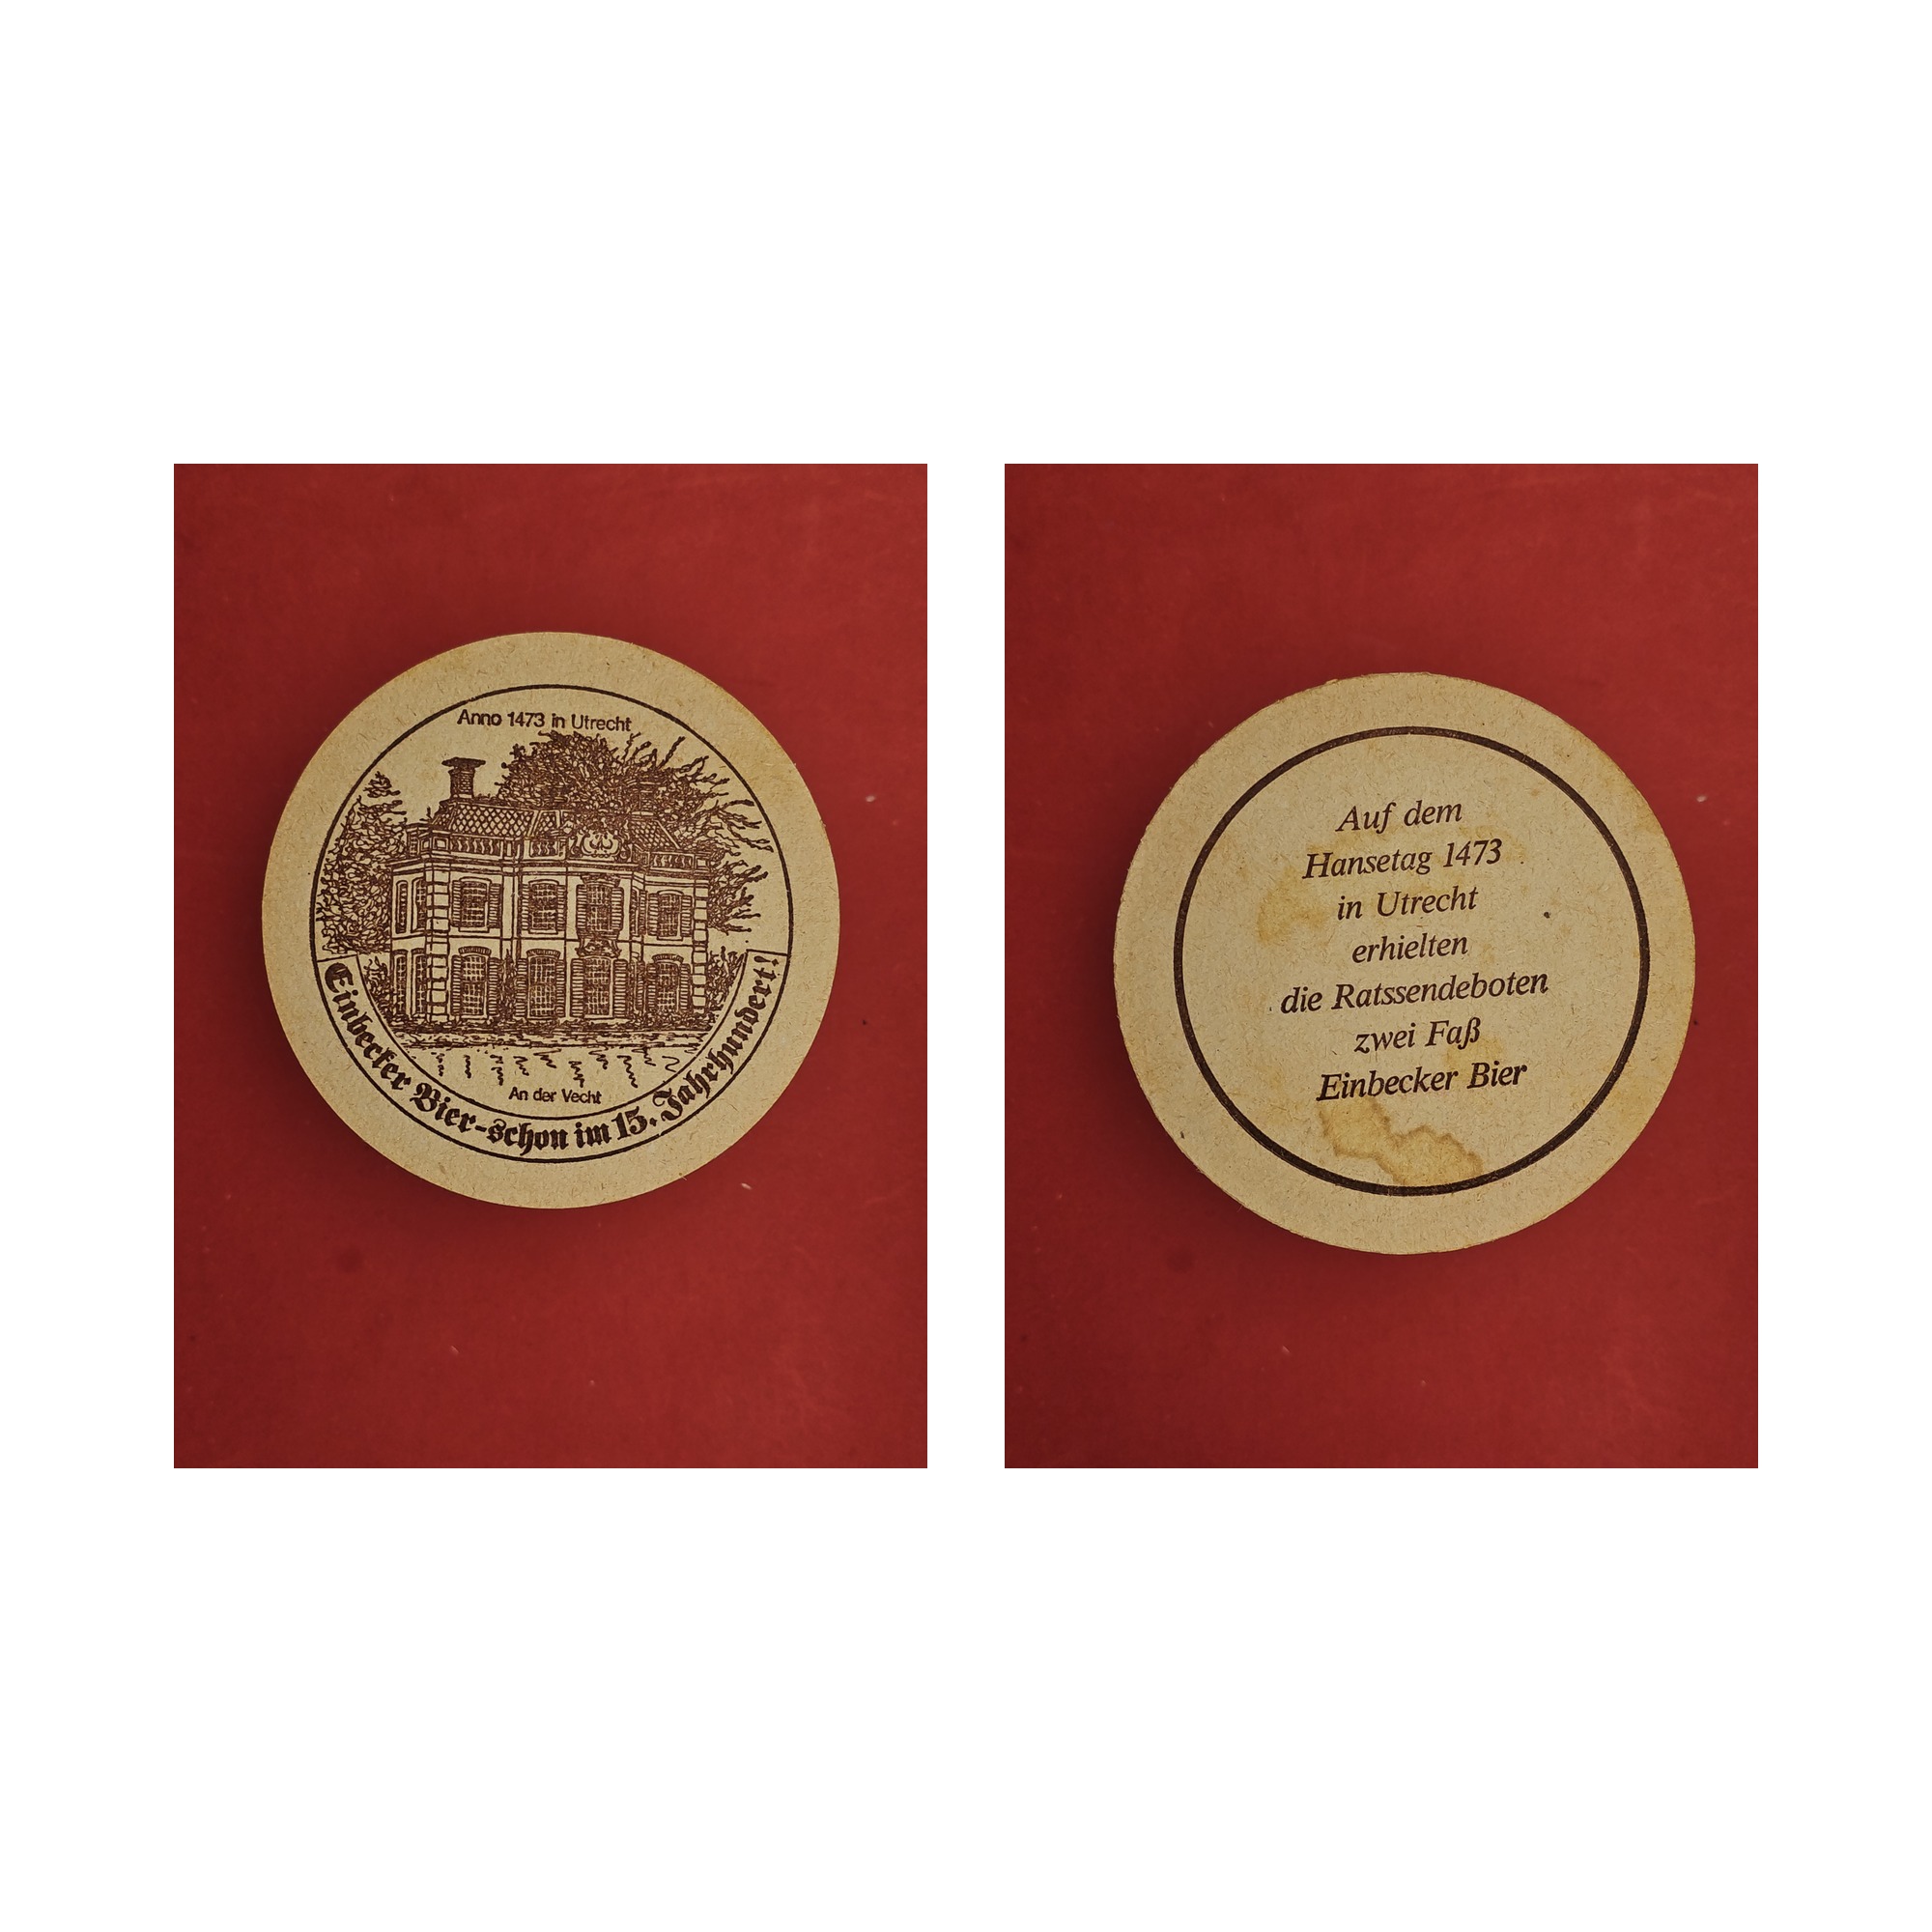 Anno 1473 in Utrecht
An der Vecht
Einbecker Bier-schon im 15. Jahrhundert!
Auf dem
Hansetag 1473
in Utrecht
erhielten
die Ratssendeboten
zwei Faß
Einbecker Bier